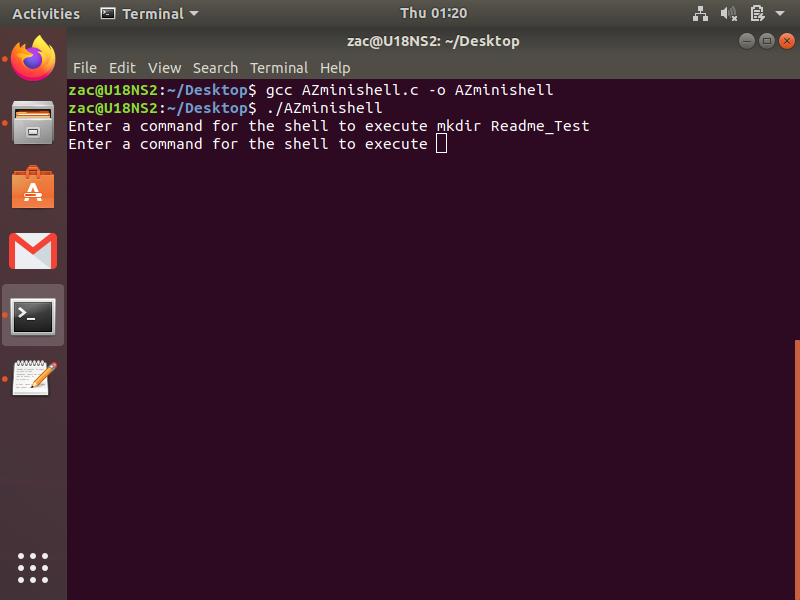 Activities Terminal Thu 01:20
zac@U18NS2: ~/Desktop
File Edit View Search Terminal Help
zac@U18NS2:~/Desktop$ gcc AZminishell.c -o AZminishell
zac@U18NS2:~/Desktop$ ./AZminishell
Enter a command for the shell to execute mkdir Readme_Test
Enter a command for the shell to execute